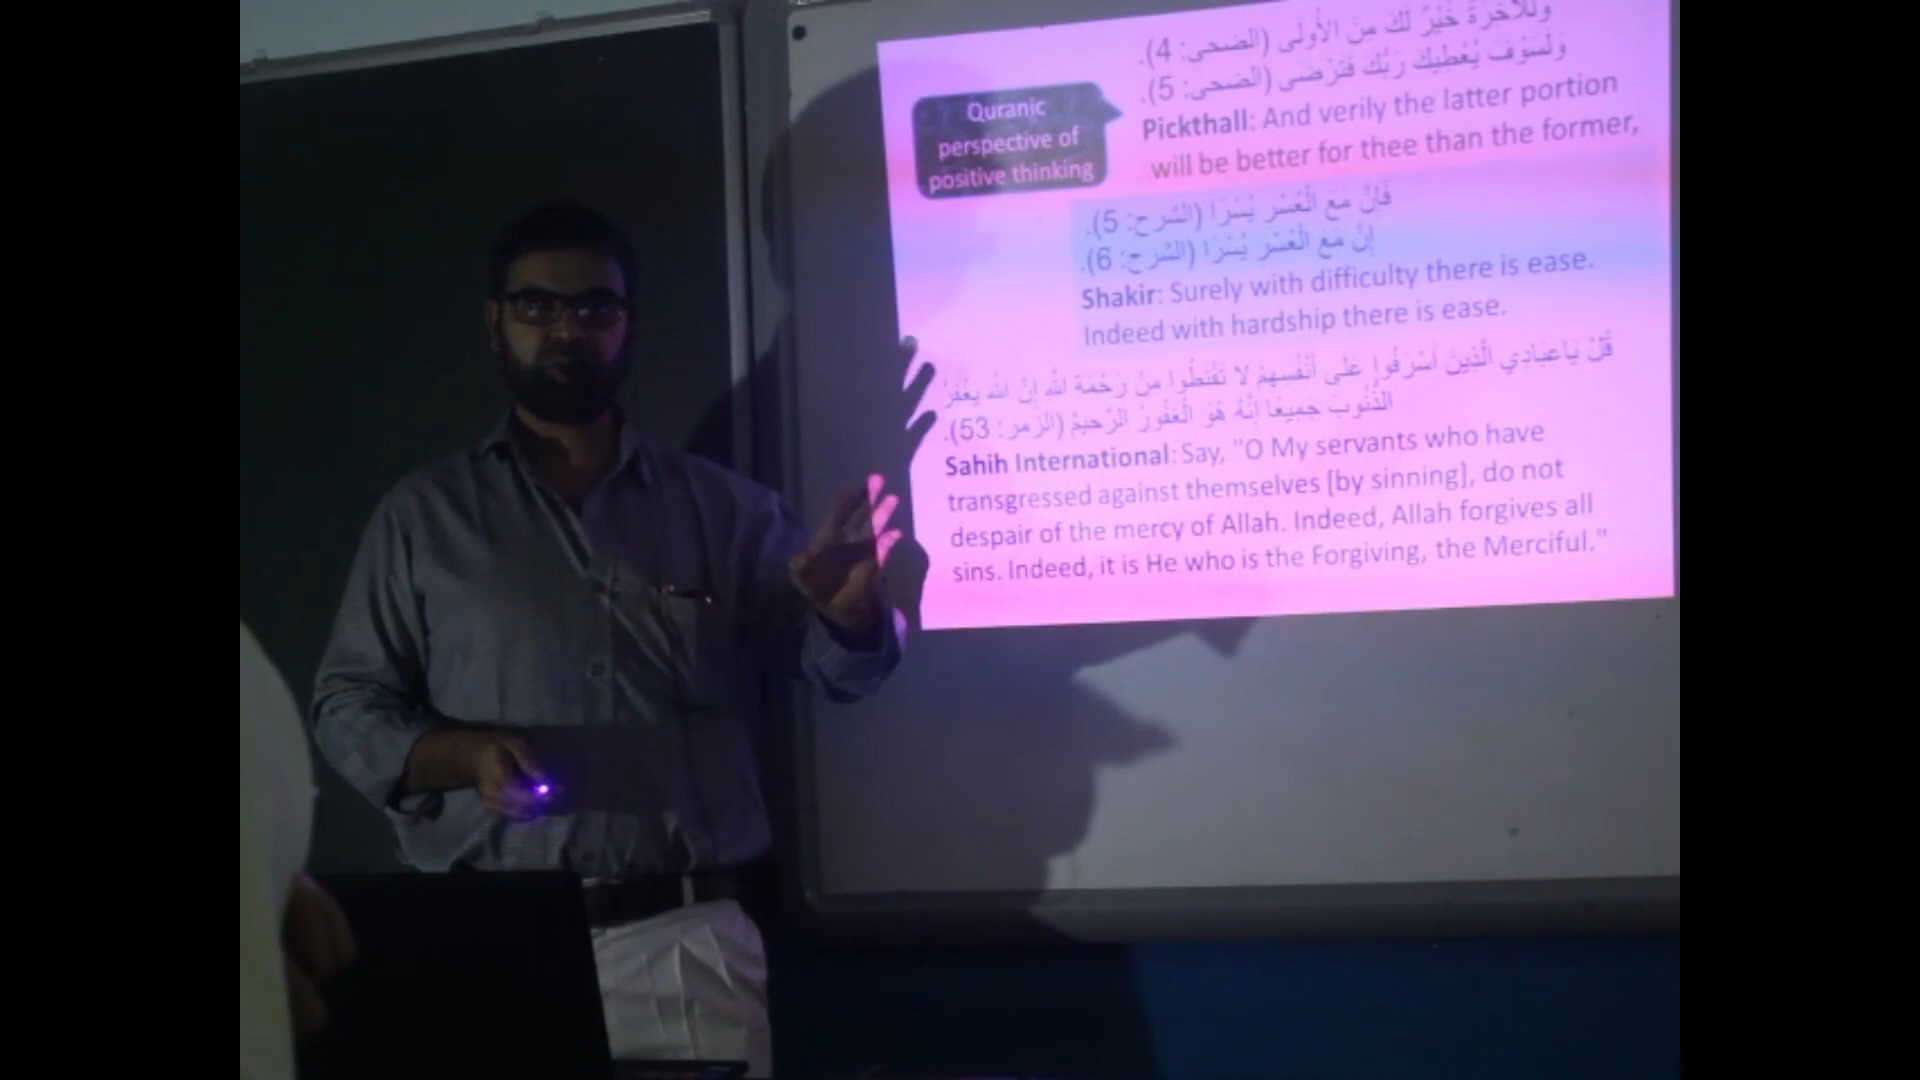 وَلَلْآخِرَةُ خَيْرٌ لَكَ مِنَ الْأُولَى (الضحى: 4).
وَلَسَوْفَ يُعْطِيكَ رَبُّكَ فَتَرْضَى (الضحى: 5).
Quranic
perspective of
positive thinking
Pickthall: And verily the latter portion
will be better for thee than the former,
فَإِنَّ مَعَ الْعُسْرِ يُسْرًا (الشرح: 5).
إِنَّ مَعَ الْعُسْرِ يُسْرًا (الشرح: 6).
Shakir: Surely with difficulty there is ease.
Indeed with hardship there is ease.
قُلْ يَاعِبَادِي الَّذِينَ أَسْرَفُوا عَلَى أَنْفُسِهِمْ لَا تَقْنَطُوا مِنْ رَحْمَةِ اللَّهِ إِنَّ اللَّهَ يَغْفِرُ
الذُّنُوبَ جَمِيعًا إِنَّهُ هُوَ الْغَفُورُ الرَّحِيمُ (الزمر: 53).
Sahih International: Say, "O My servants who have
transgressed against themselves [by sinning], do not
despair of the mercy of Allah. Indeed, Allah forgives all
sins. Indeed, it is He who is the Forgiving, the Merciful."